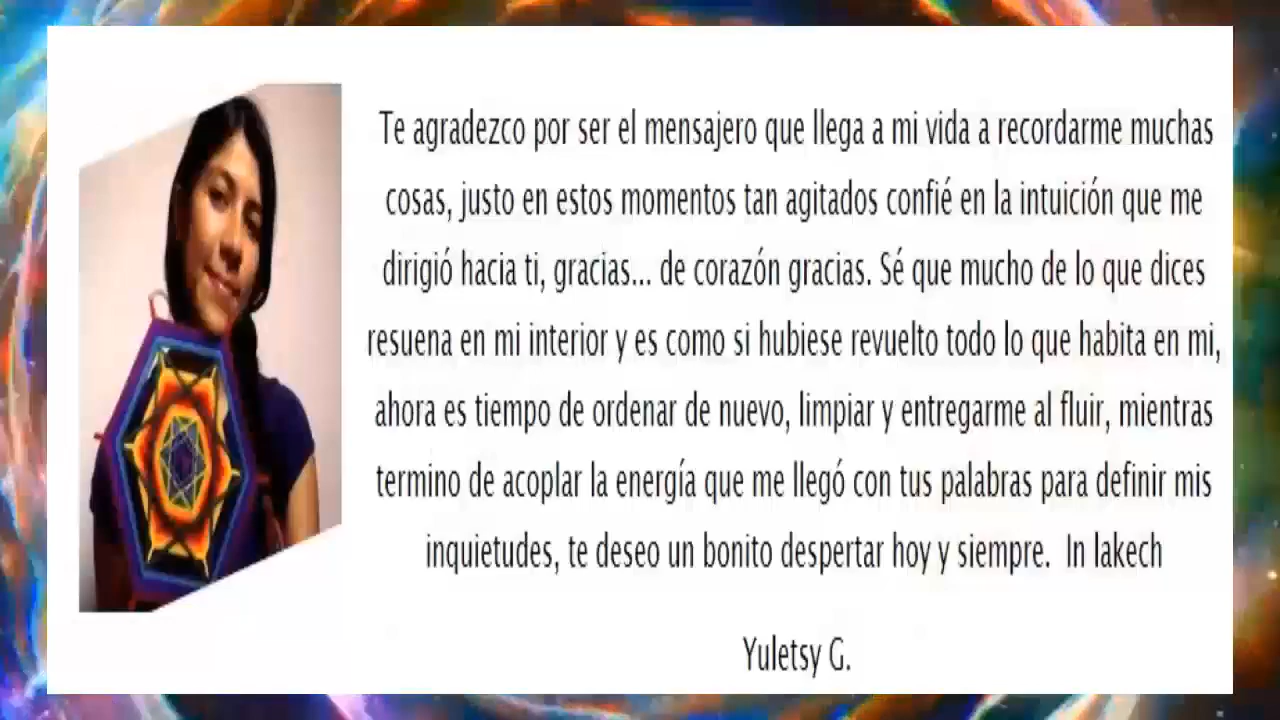 Te agradezco por ser el mensajero que llega a mi vida a recordarme muchas
cosas, justo en estos momentos tan agitados confié en la intuición que me
dirigió hacia ti, gracias... de corazón gracias. Sé que mucho de lo que dices
resuena en mi interior y es como si hubiese revuelto todo lo que habita en mi,
ahora es tiempo de ordenar de nuevo, limpiar y entregarme al fluir, mientras
termino de acoplar la energía que me llegó con tus palabras para definir mis
inquietudes, te deseo un bonito despertar hoy y siempre.  In lakech
Yuletsy G.